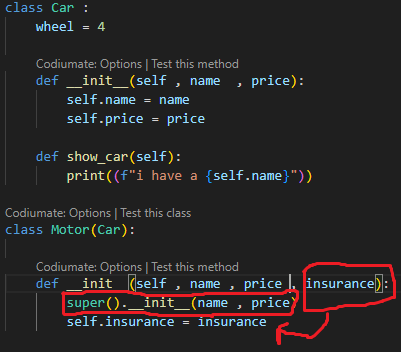 class Car :
wheel = 4
Codiumate: Options | Test this method
def __init__(self , name  , price):
self.name = name
self.price = price
def show_car(self):
print((f"i have a {self.name}"))
Codiumate: Options | Test this class
class Motor(Car):
Codiumate: Options | Test this method
def __init__(self , name , price , insurance):
super().__init__(name , price)
self.insurance = insurance